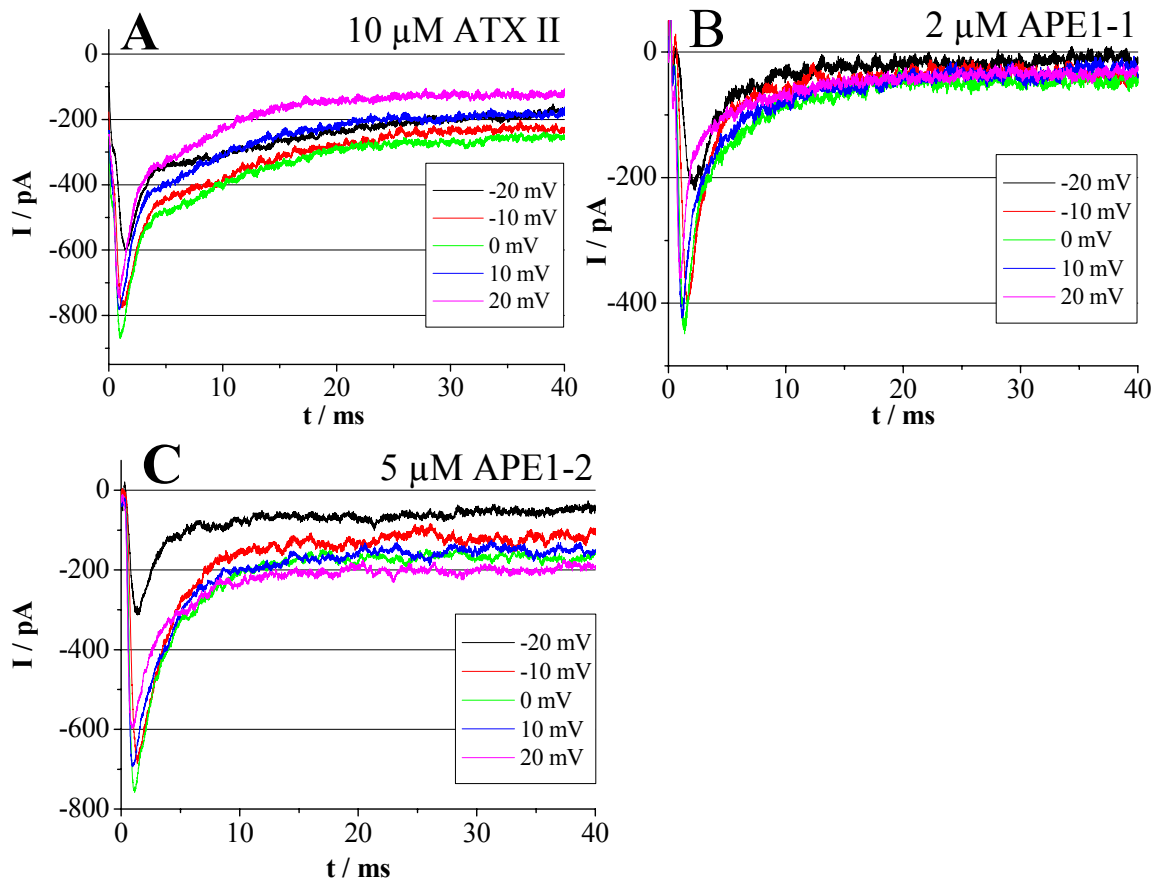 A
10 μM ATX II
I / pA
0
-200
-400
-600
-800
-20 mV
-10 mV
0 mV
10 mV
20 mV
0
10
20
30
40
t / ms
B
2 μM APE1-1
I / pA
0
-200
-400
-20 mV
-10 mV
0 mV
10 mV
20 mV
0
10
20
30
40
t / ms
C
5 μM APE1-2
I / pA
0
-200
-400
-600
-800
-20 mV
-10 mV
0 mV
10 mV
20 mV
0
10
20
30
40
t / ms